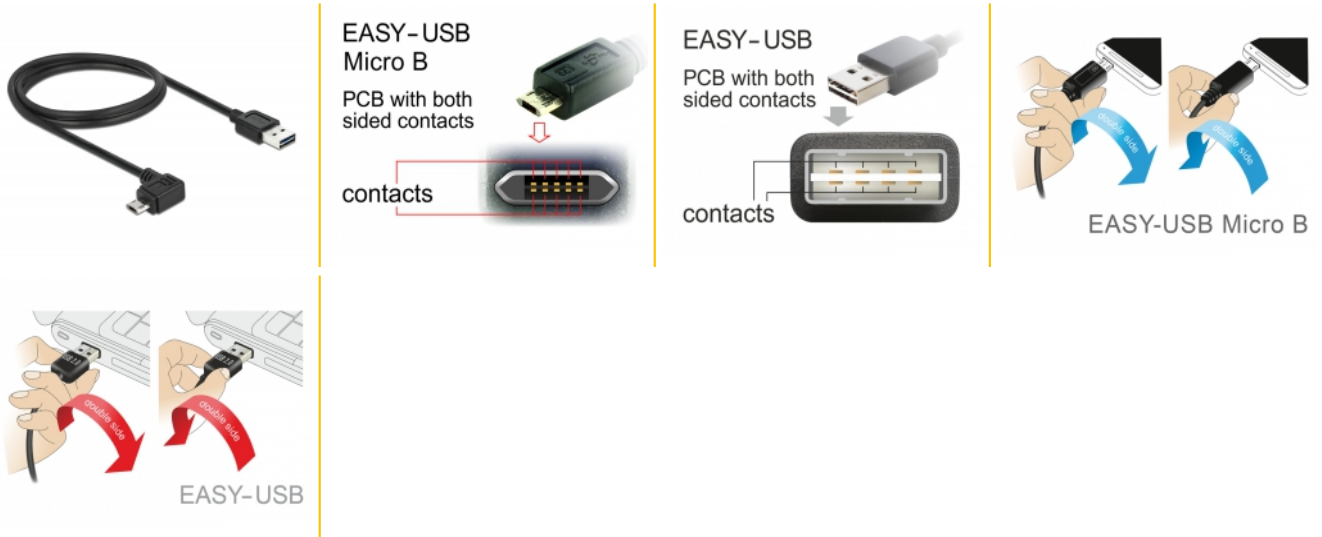 EASY-USB
Micro B
PCB with both
sided contacts
contacts
EASY-USB
PCB with both
sided contacts
contacts
double side
double side
EASY-USB Micro B
double side
double side
EASY-USB